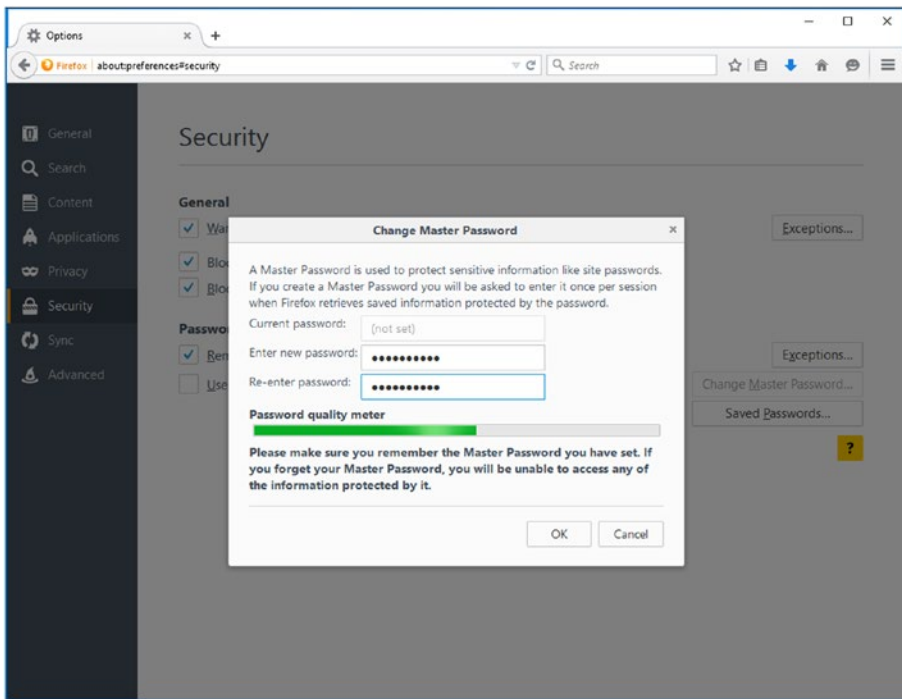 Options
Firefox
about:preferences#security
Search
General
Search
Content
Applications
Privacy
Security
Sync
Advanced
Security
General
Exceptions...
Change Master Password
A Master Password is used to protect sensitive information like site passwords.
If you create a Master Password you will be asked to enter it once per session
when Firefox retrieves saved information protected by the password.
Current password: (not set)
Enter new password: ●●●●●●●●●●
Re-enter password: ●●●●●●●●●●
Password quality meter
Please make sure you remember the Master Password you have set. If
you forget your Master Password, you will be unable to access any of
the information protected by it.
OK Cancel
Use
Exceptions...
Change Master Password...
Saved Passwords...
?